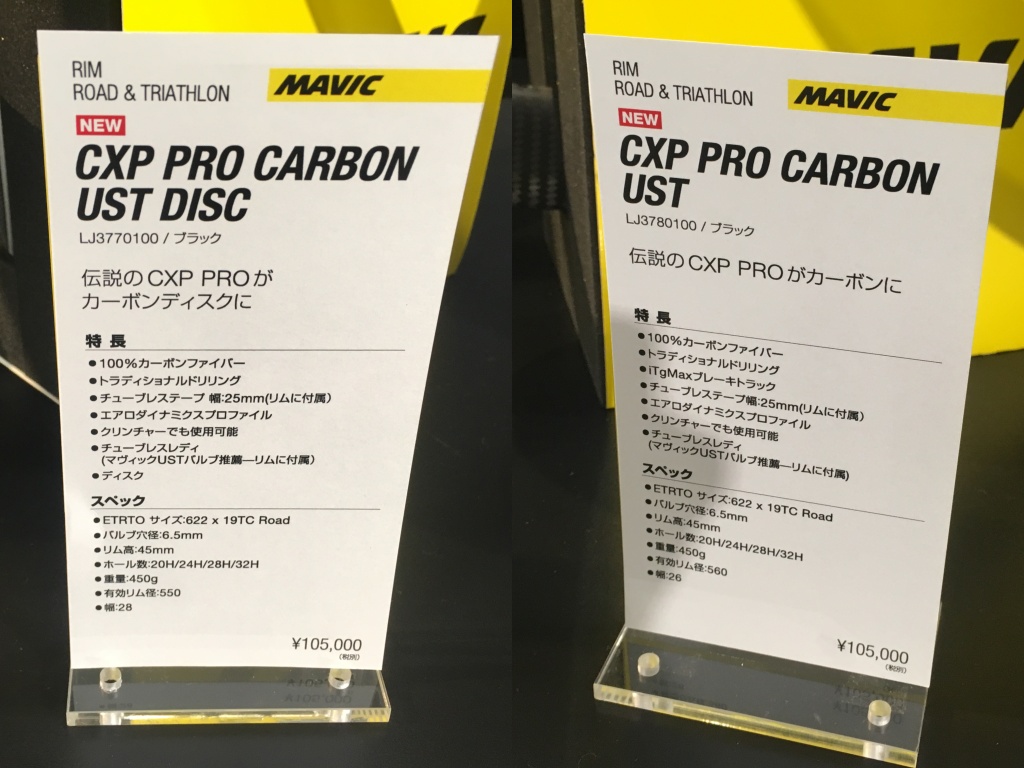 RIM
ROAD & TRIATHLON
MAVIC
NEW
CXP PRO CARBON
UST DISC
LJ3770100 / ブラック
伝説のCXP PROが
カーボンディスクに
特 長
●100%カーボンファイバー
●トラディショナルドリリング
●チューブレステープ 幅:25mm(リムに付属)
●エアロダイナミクスプロファイル
●クリンチャーでも使用可能
●チューブレスレディ
(マヴィックUSTバルブ推薦―リムに付属)
●ディスク
スペック
●ETRTO サイズ:622 x 19TC Road
●バルブ穴径:6.5mm
●リム高:45mm
●ホール数:20H/24H/28H/32H
●重量:450g
●有効リム径:550
●幅:28
¥105,000
(税別)
RIM
ROAD & TRIATHLON
MAVIC
NEW
CXP PRO CARBON
UST
LJ3780100 / ブラック
伝説のCXP PROがカーボンに
特 長
●100%カーボンファイバー
●トラディショナルドリリング
●iTgMaxブレーキトラック
●チューブレステープ幅:25mm(リムに付属)
●エアロダイナミクスプロファイル
●クリンチャーでも使用可能
●チューブレスレディ
(マヴィックUSTバルブ推薦―リムに付属)
スペック
●ETRTO サイズ:622 x 19TC Road
●バルブ穴径:6.5mm
●リム高:45mm
●ホール数:20H/24H/28H/32H
●重量:450g
●有効リム径:560
●幅:26
¥105,000
(税別)